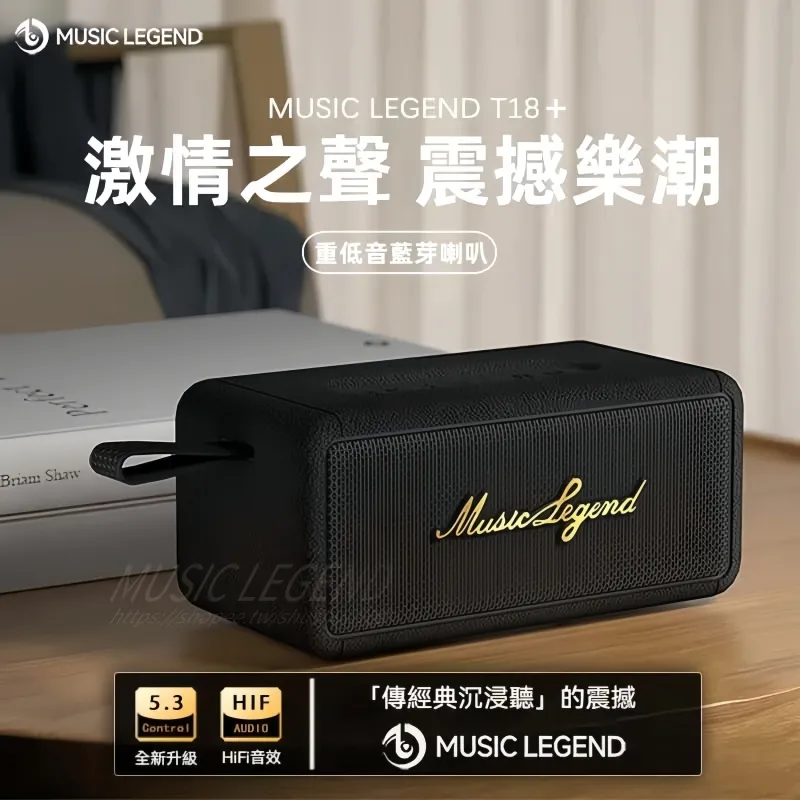 MUSIC LEGEND
MUSIC LEGEND T18+
激情之聲 震撼樂潮
重低音藍芽喇叭
Perfect
Briam Shaw
Music Legend
MUSIC LEGEND
5.3
Control
全新升級
HIF
AUDIO
HiFi音效
「傳經典沉浸聽」的震撼
MUSIC LEGEND